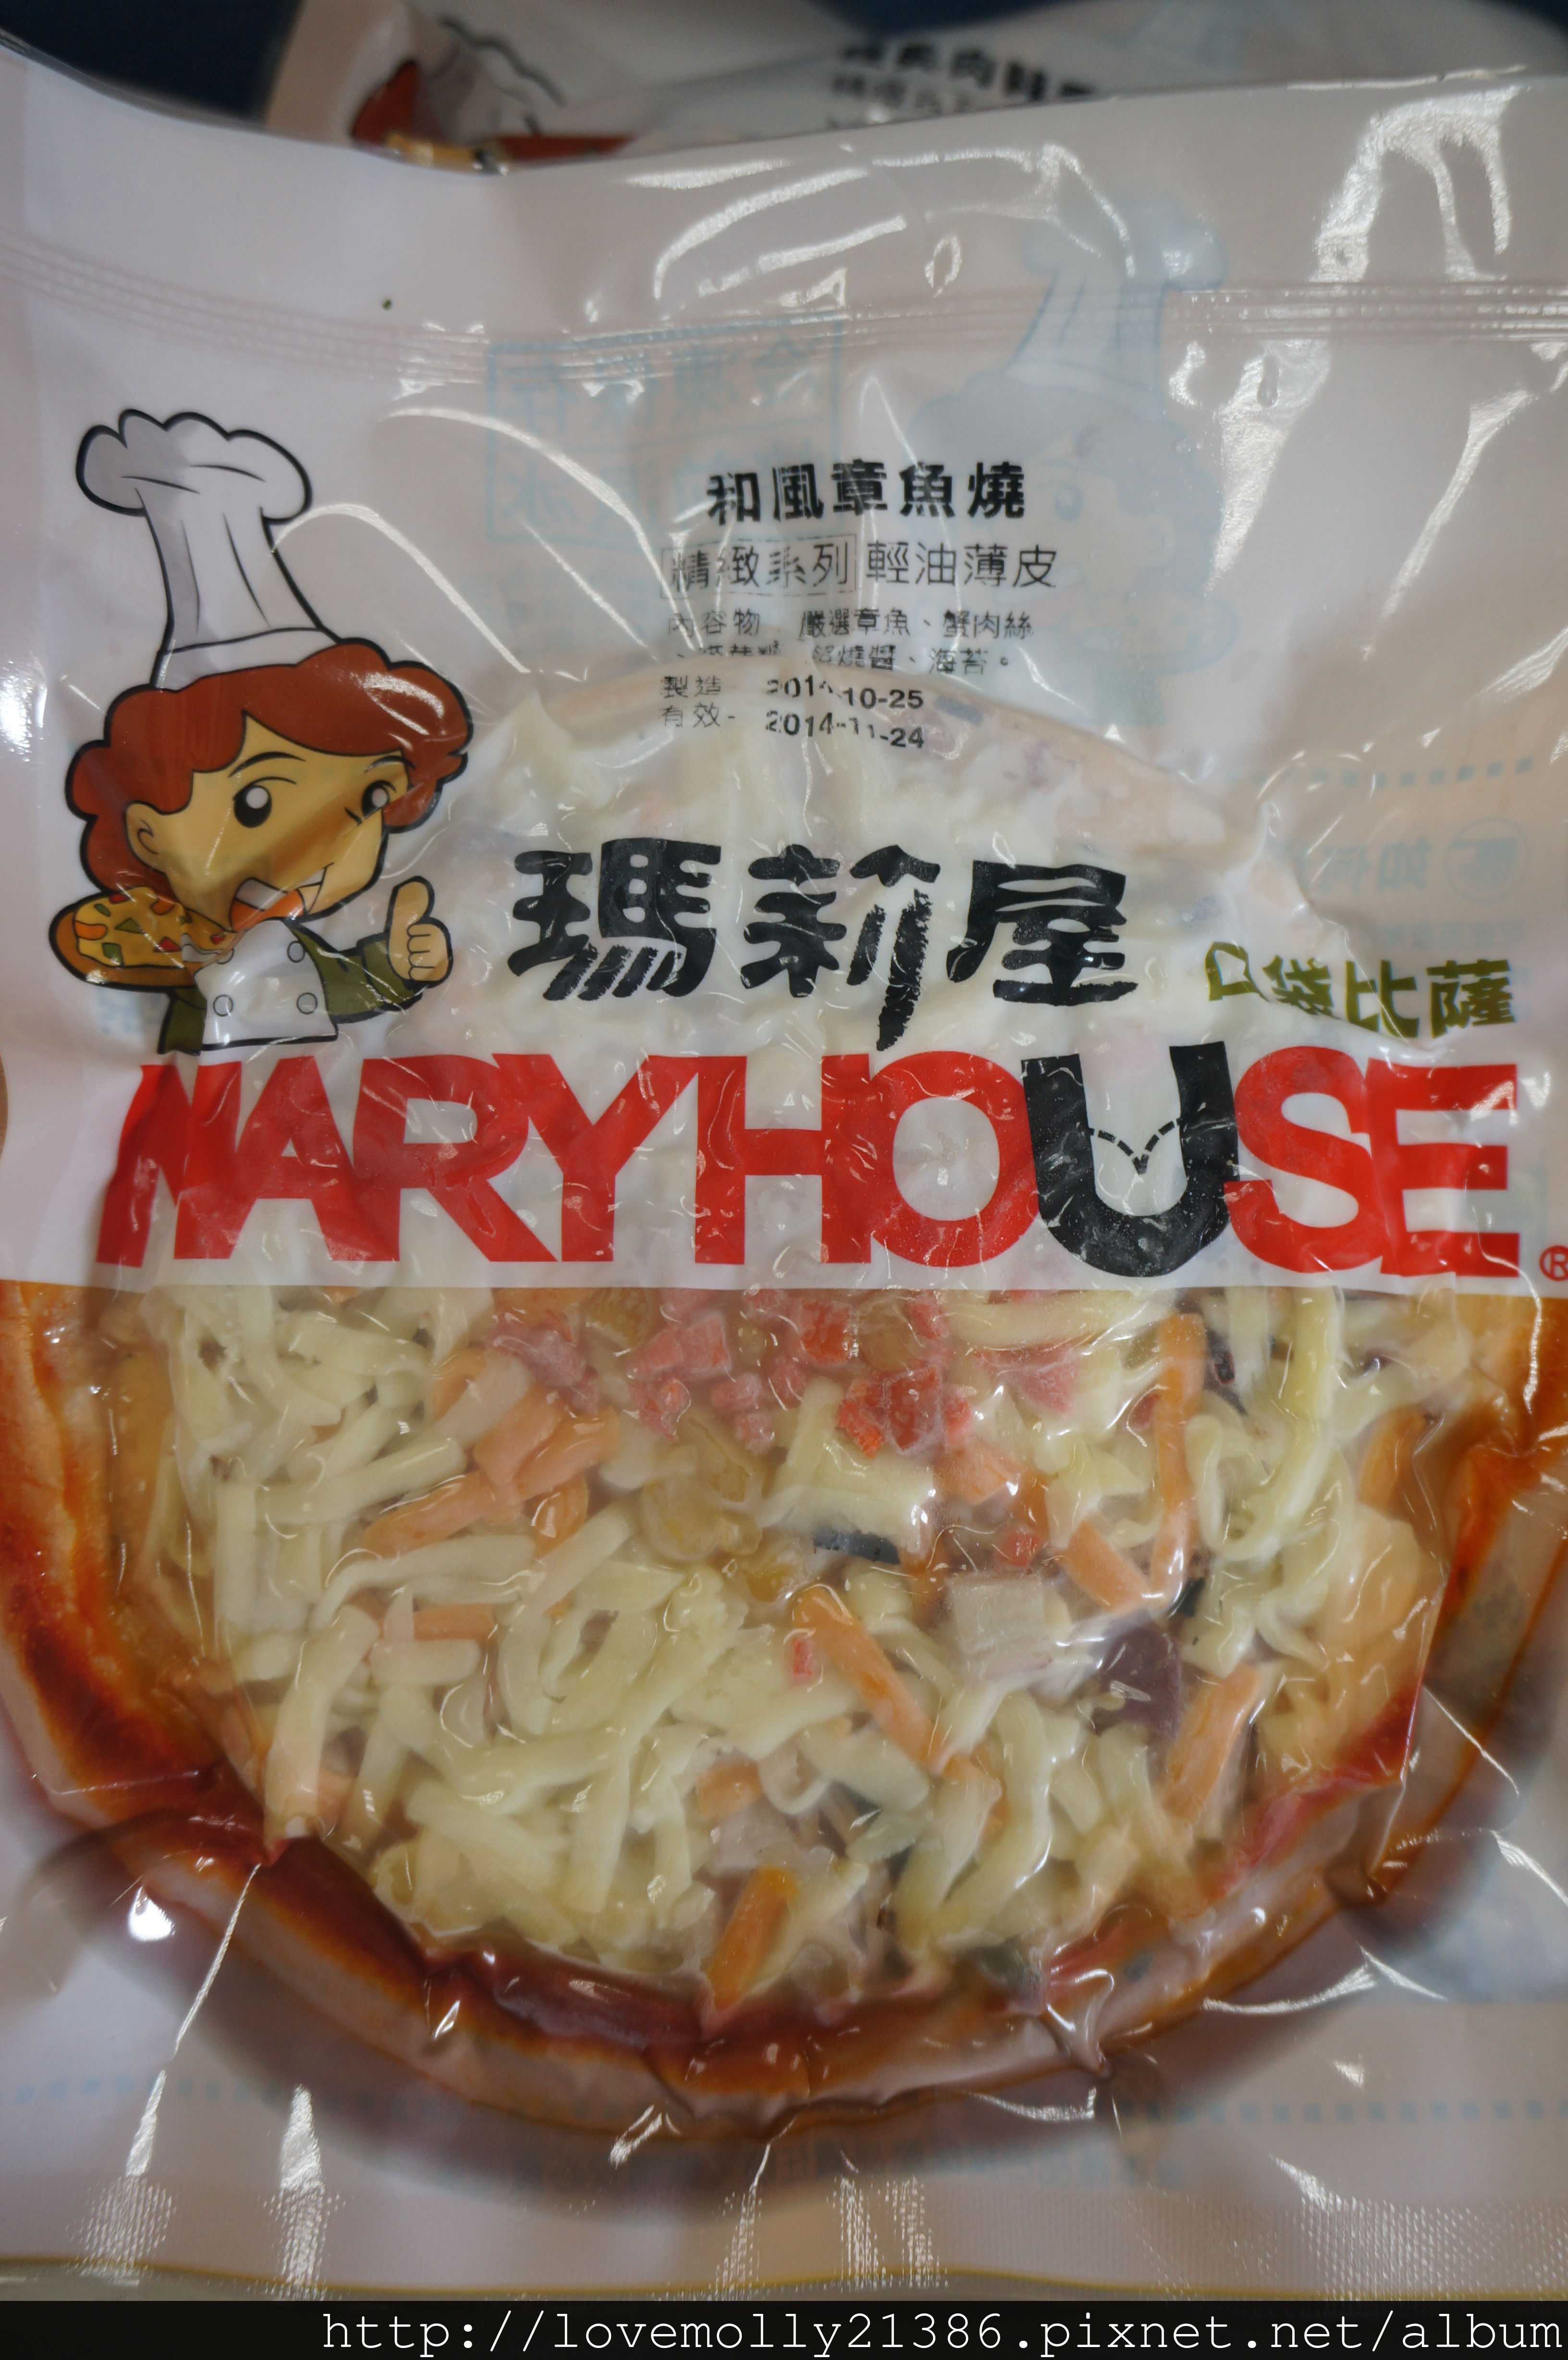 和風章魚燒
精緻系列 輕油薄皮
內容物 嚴選章魚、蟹肉絲
燒醬、海苔。
製造- 2014-10-25
有效- 2014-11-24
瑪莉屋
口袋比薩
MARYHOUSE®
http://lovemolly21386.pixnet.net/album